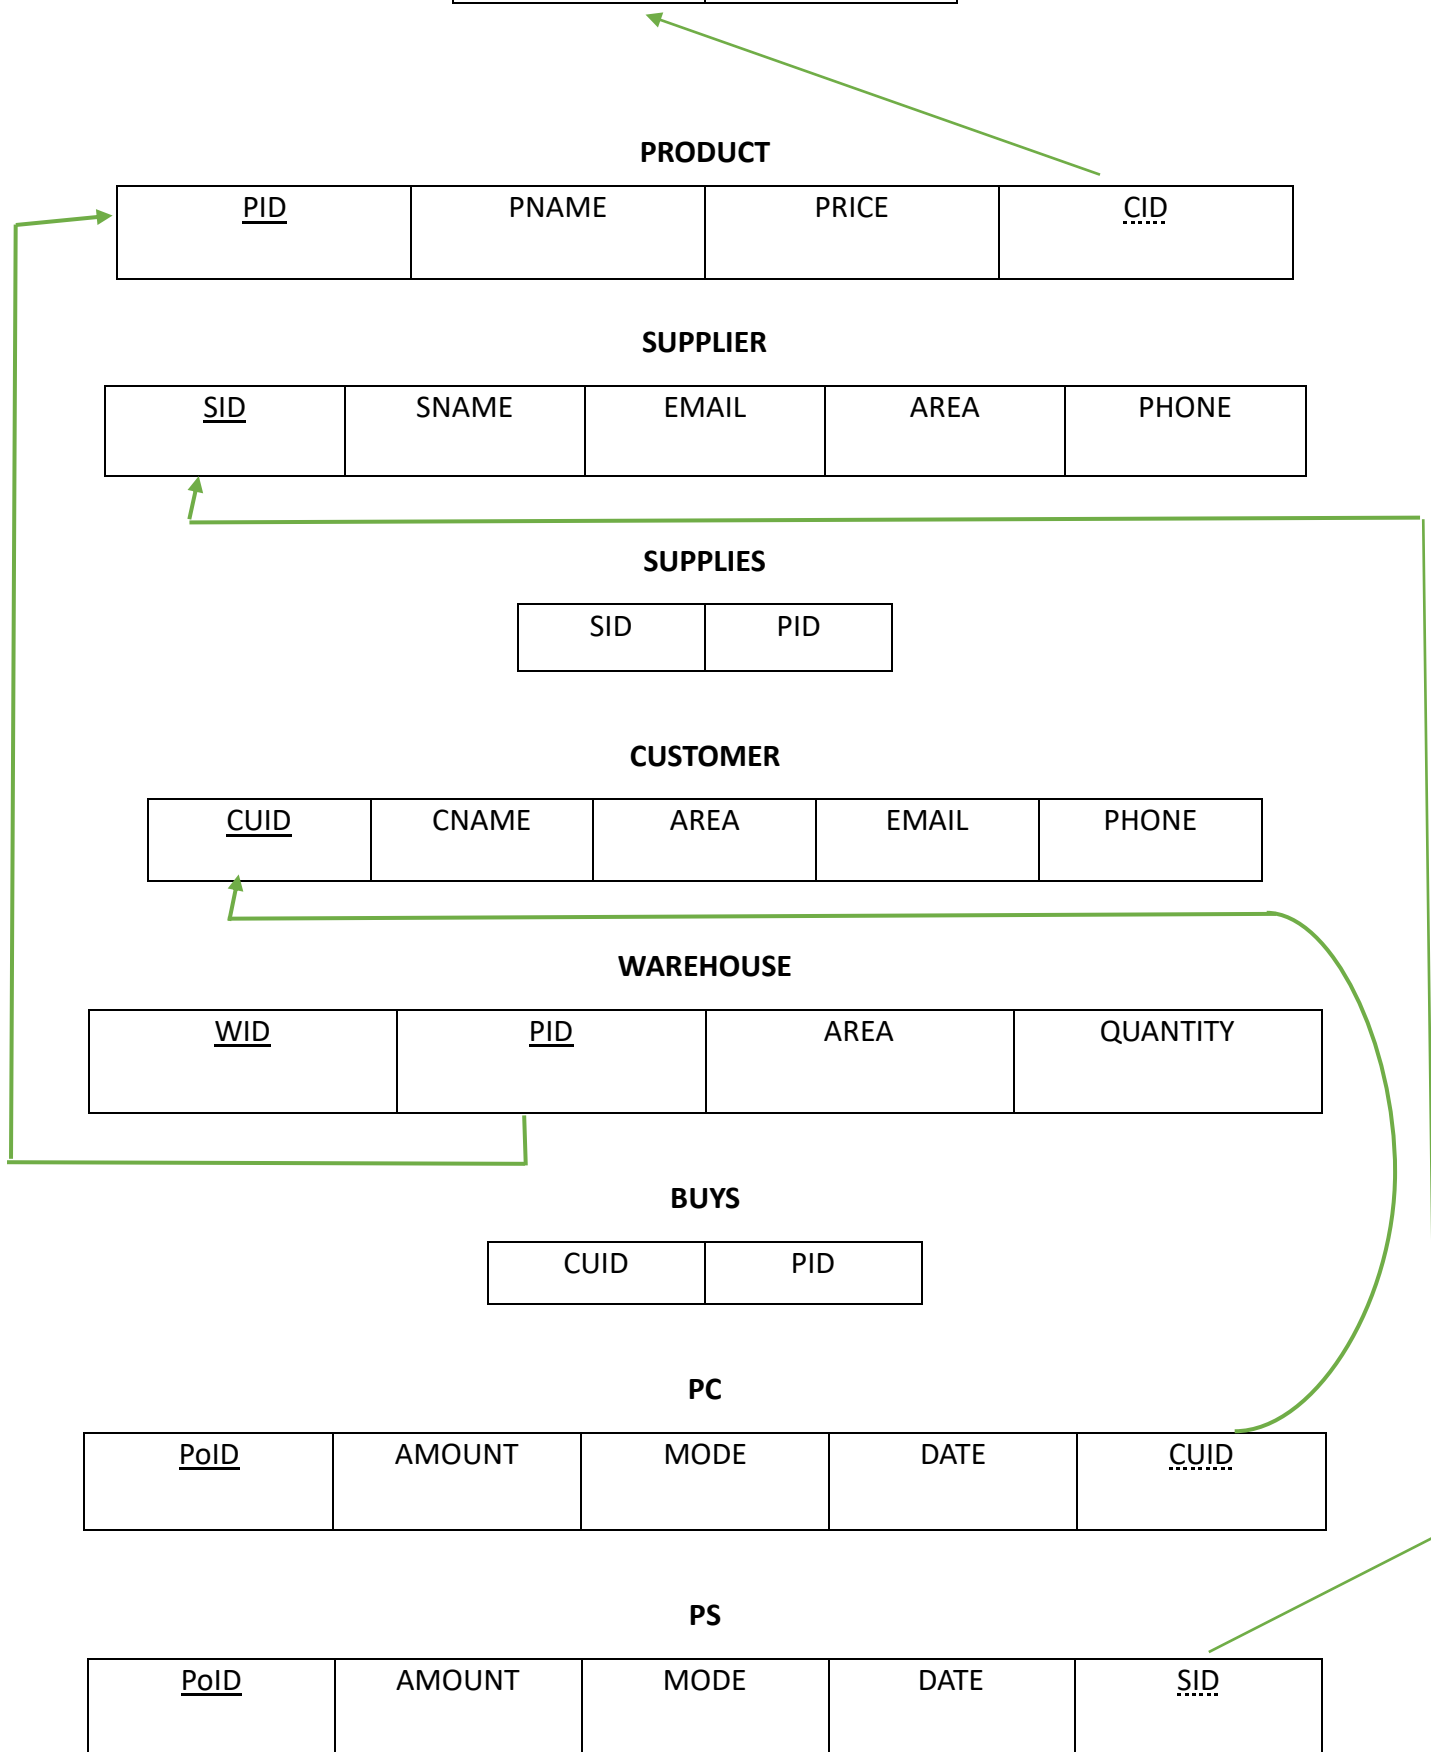 PRODUCT
PID PNAME PRICE CID
SUPPLIER
SID SNAME EMAIL AREA PHONE
SUPPLIES
SID PID
CUSTOMER
CUID CNAME AREA EMAIL PHONE
WAREHOUSE
WID PID AREA QUANTITY
BUYS
CUID PID
PC
PoID AMOUNT MODE DATE CUID
PS
PoID AMOUNT MODE DATE SID